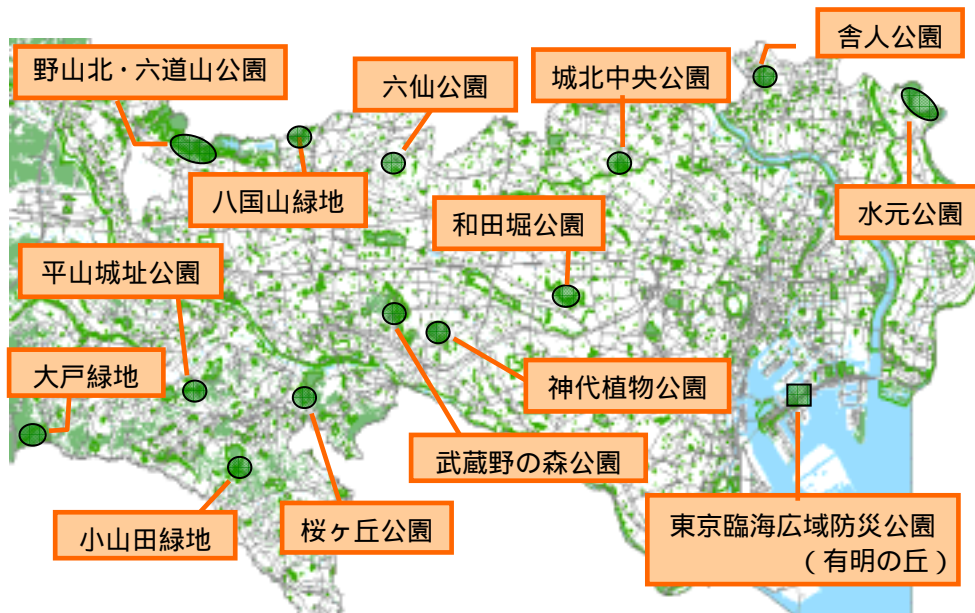 舎人公園
野山北・六道山公園
六仙公園
城北中央公園
八国山緑地
水元公園
和田堀公園
平山城址公園
大戸緑地
神代植物公園
武蔵野の森公園
小山田緑地
桜ヶ丘公園
東京臨海広域防災公園
（有明の丘）